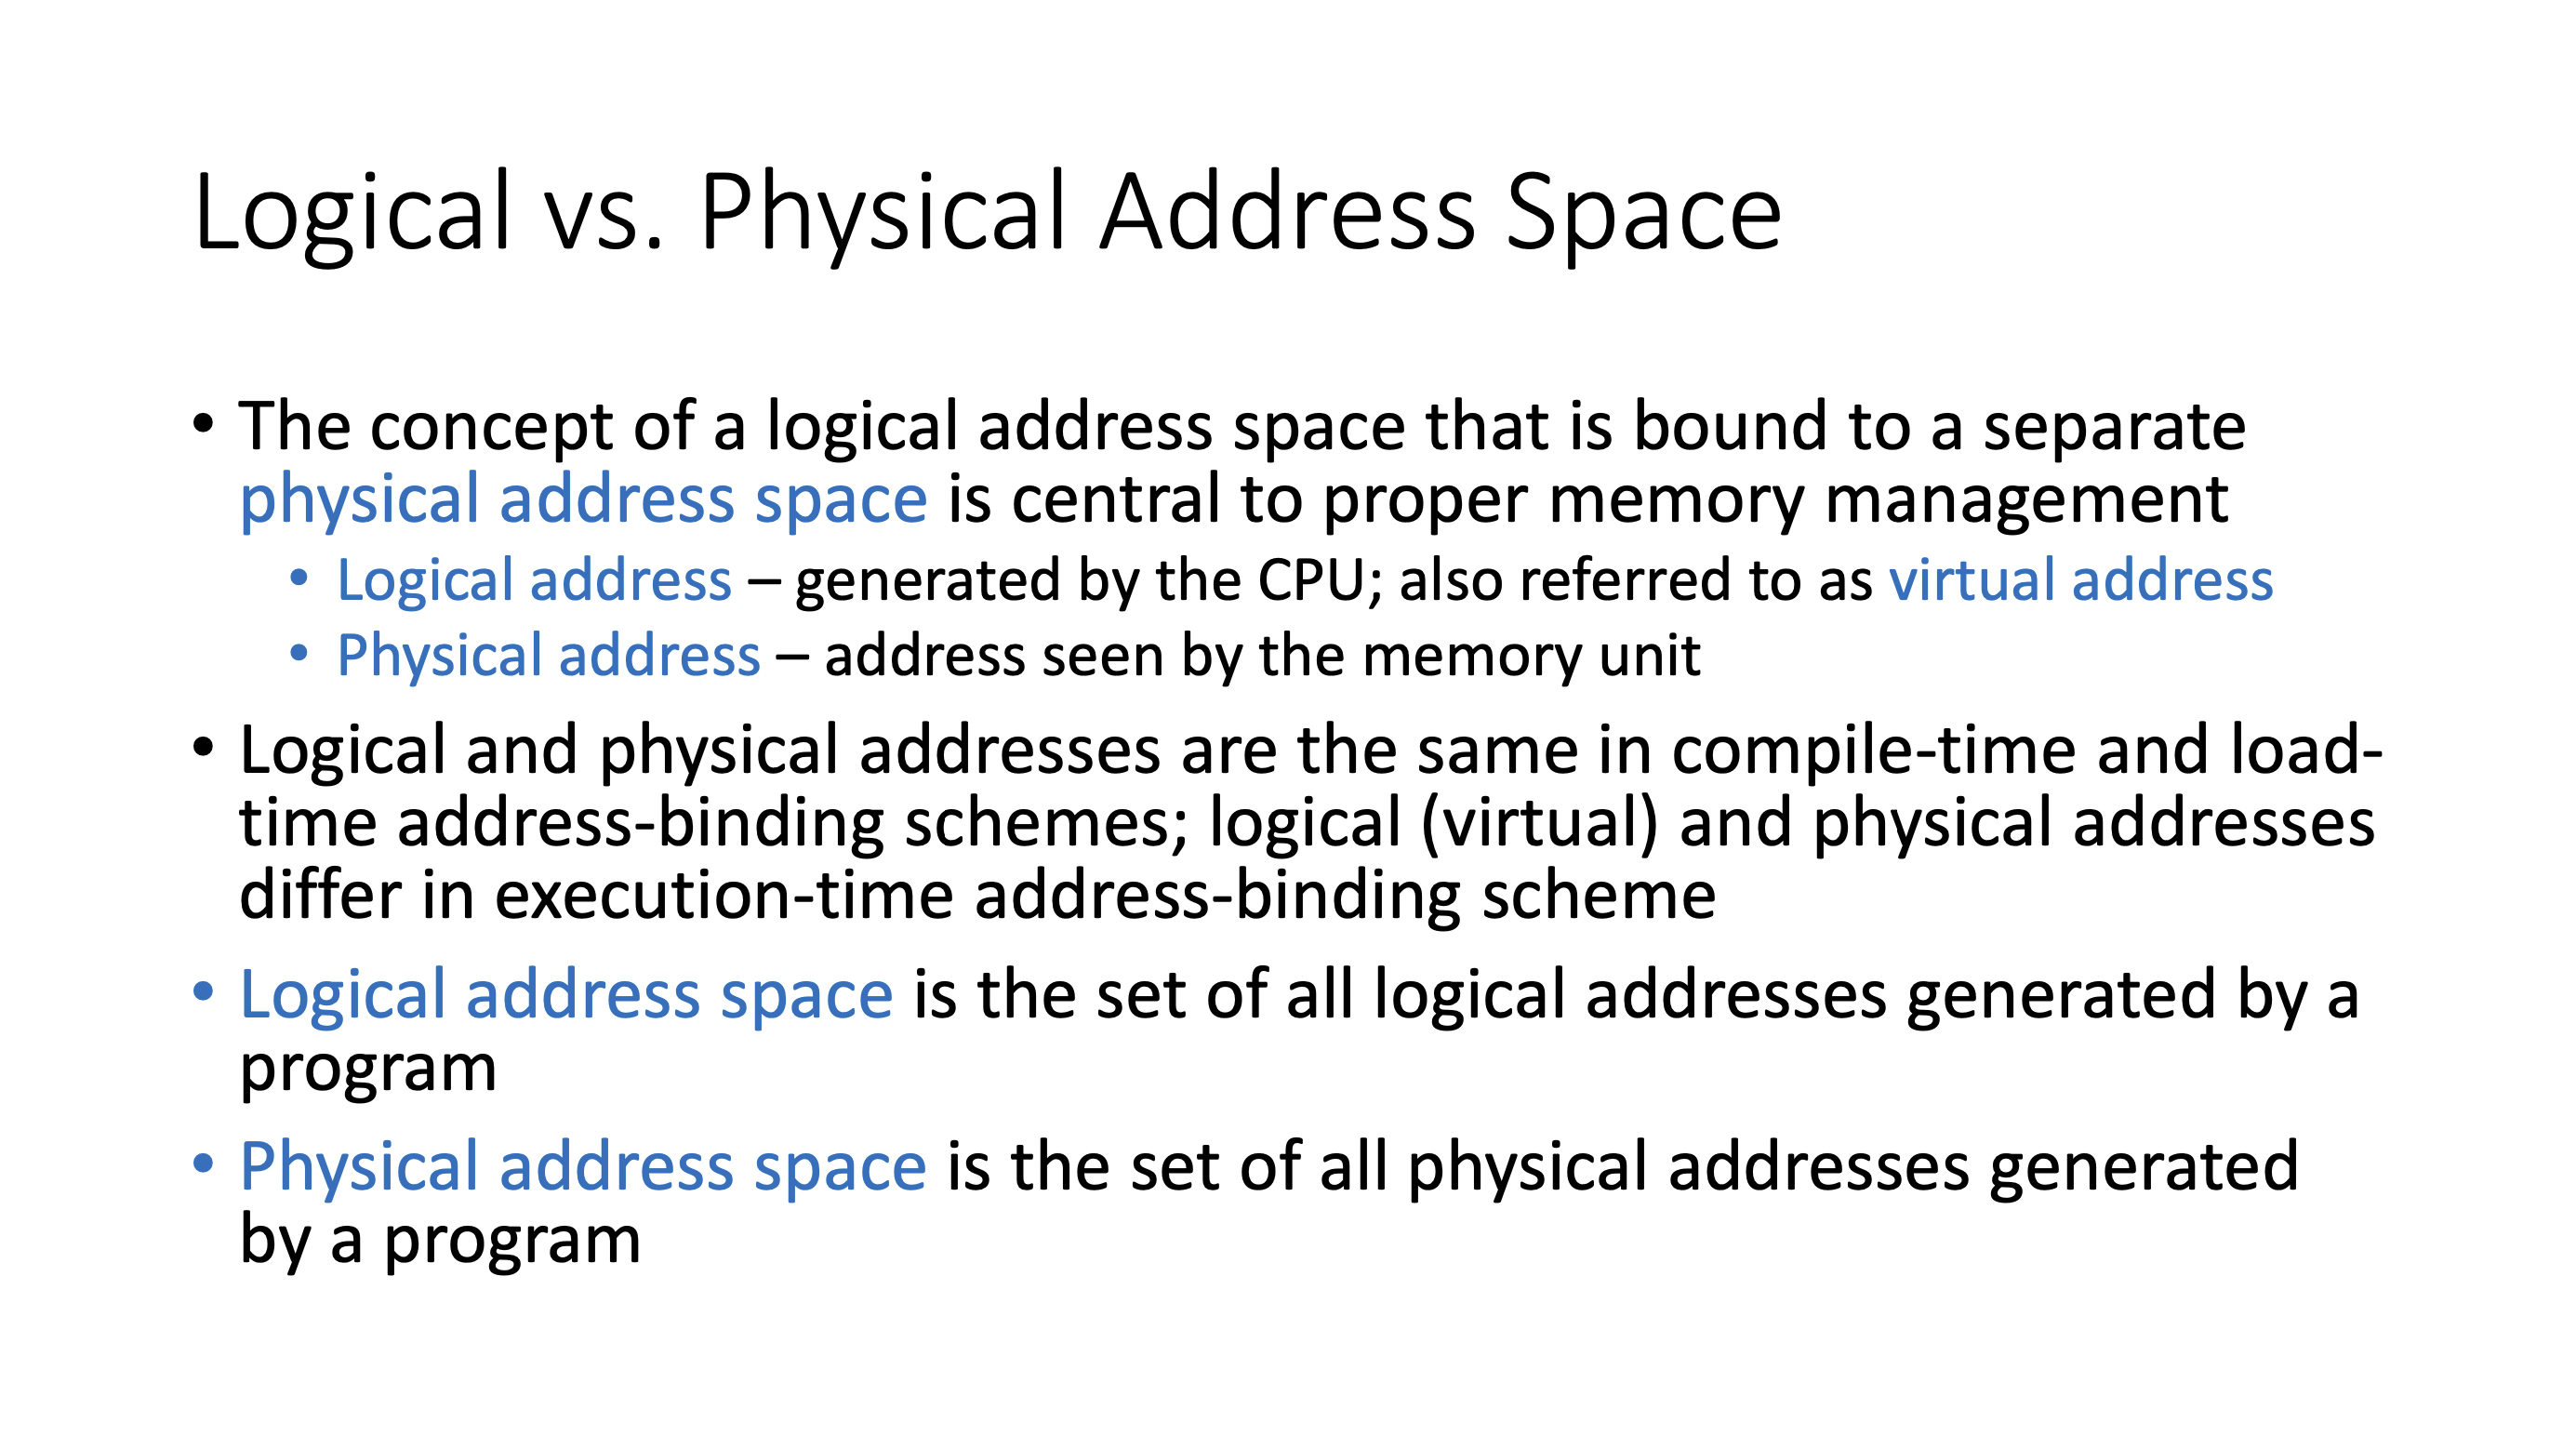 Logical vs. Physical Address Space
• The concept of a logical address space that is bound to a separate
physical address space is central to proper memory management
• Logical address – generated by the CPU; also referred to as virtual address
• Physical address – address seen by the memory unit
• Logical and physical addresses are the same in compile-time and load-
time address-binding schemes; logical (virtual) and physical addresses
differ in execution-time address-binding scheme
• Logical address space is the set of all logical addresses generated by a
program
• Physical address space is the set of all physical addresses generated
by a program